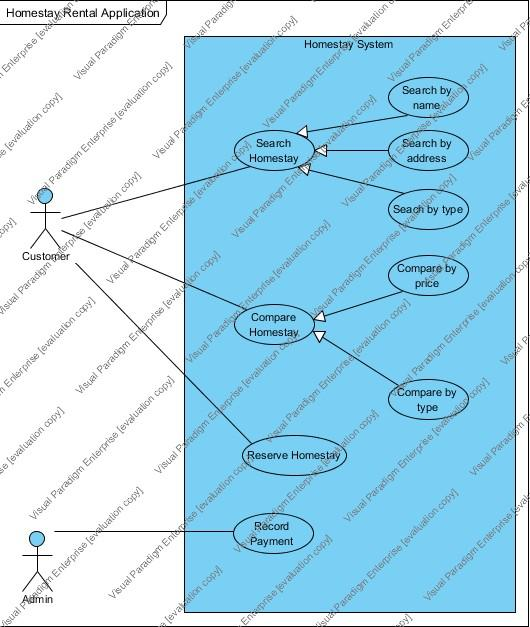 Homestay Rental Application
Homestay System
Search by
name
Search
Homestay
Search by
address
Seach by type
Customer
Compare by
price
Compare
Homestay
Compare by
type
Reserve Homestay
Record
Payment
Admin
Visual Paradigm Enterprise [evaluation copy]